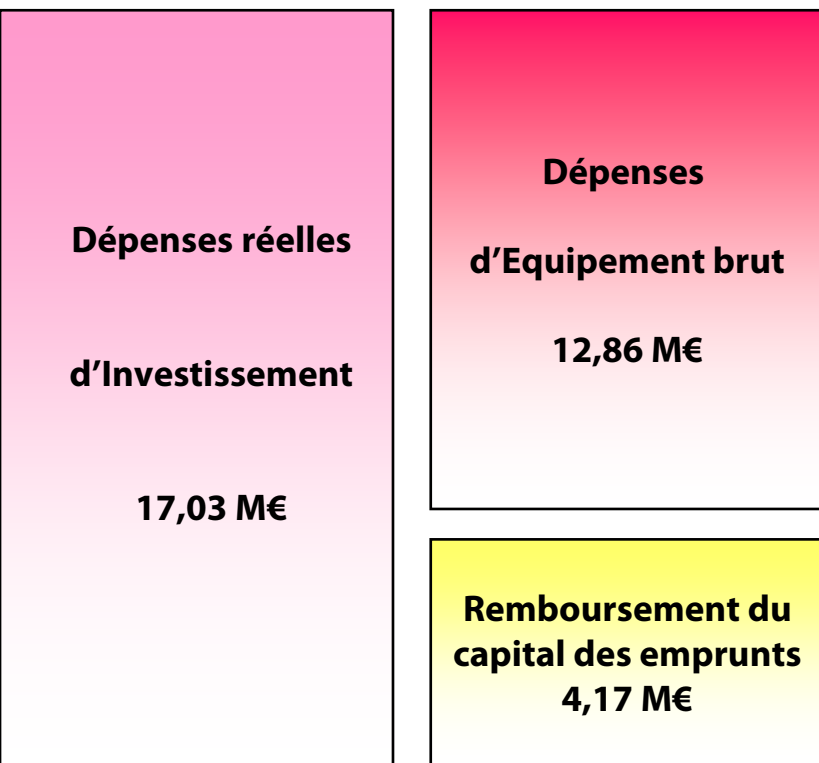 Dépenses réelles
d’Investissement
17,03 M€
Dépenses
d’Equipement brut
12,86 M€
Remboursement du
capital des emprunts
4,17 M€